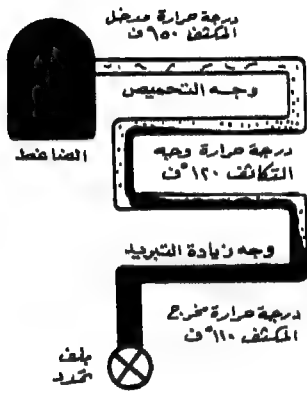 درجة حرارة مدخل
المكثف ٩٥٠ف
وجه التحميص
الضاغط
درجة حرارة وجه
التكاثف ١٢٠°ف
وجه زيادة التبريد
درجة حرارة مخرج
المكثف ١١٠°ف
بلف
تمدد